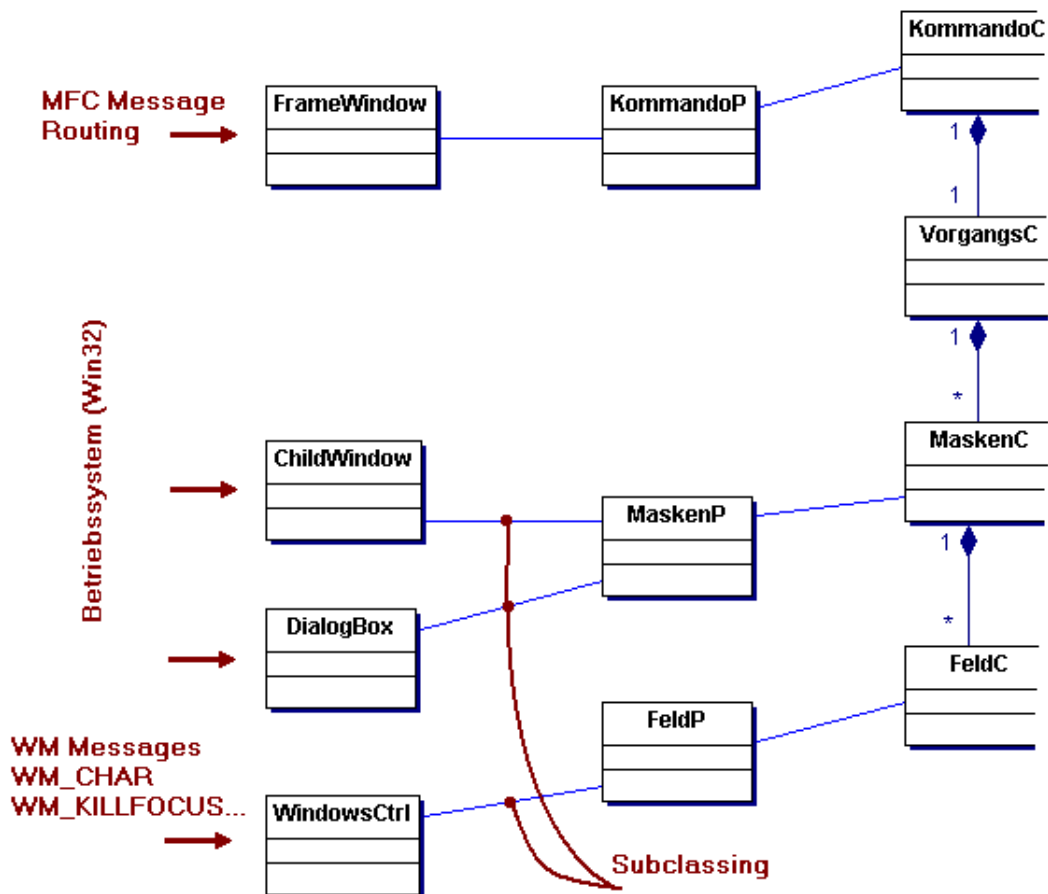 KommandoC
MFC Message
Routing
FrameWindow
KommandoP
1
1
VorgangsC
Betriebssystem (Win32)
1
*
ChildWindow
MaskenC
MaskenP
1
DialogBox
*
FeldC
FeldP
WM Messages
WM_CHAR
WM_KILLFOCUS...
WindowsCtrl
Subclassing